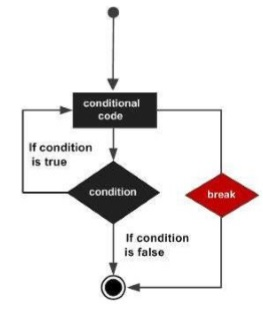 conditional
code
If condition
is true
condition
break
If condition
is false